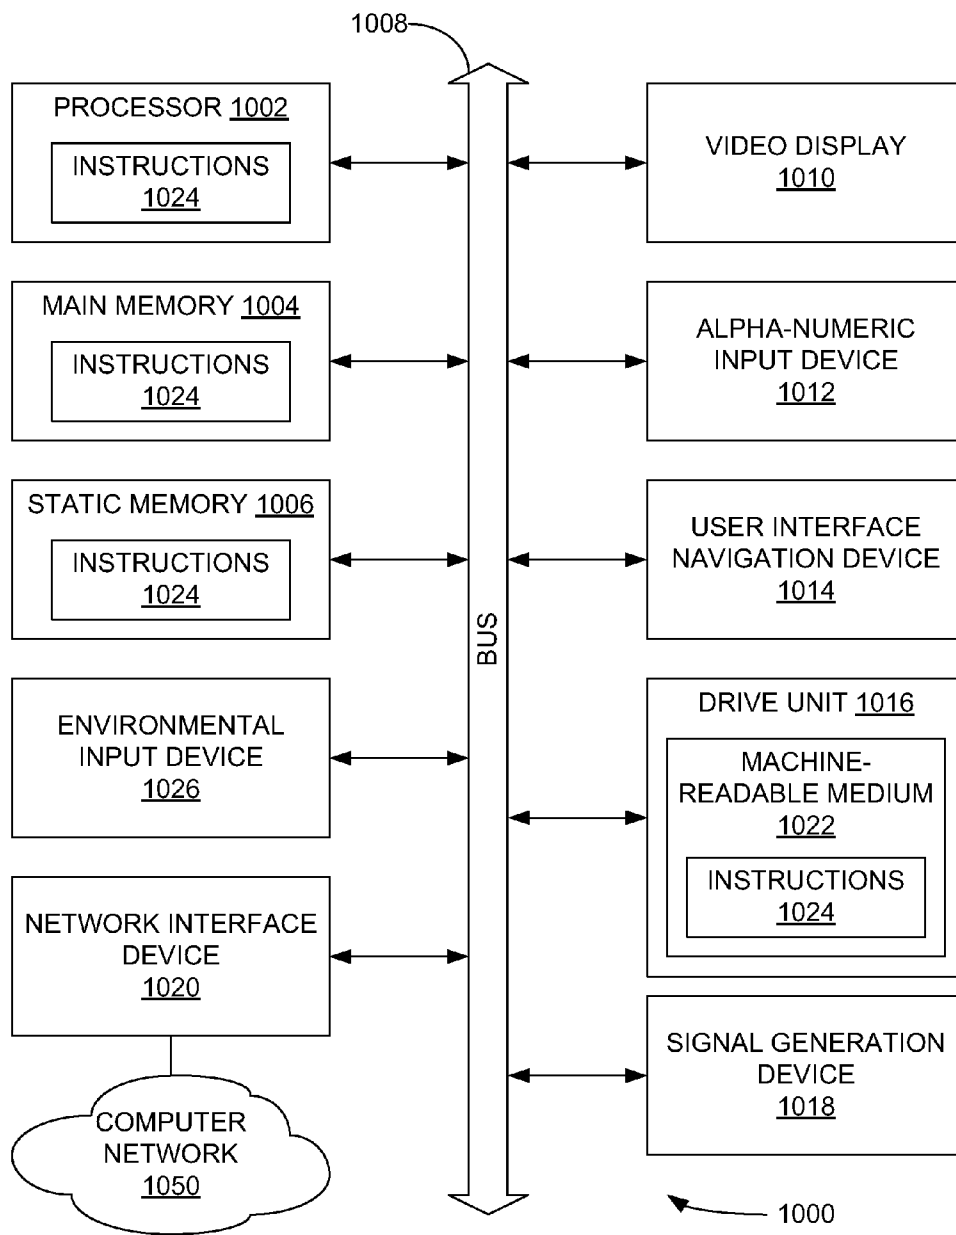 1008
PROCESSOR 1002
INSTRUCTIONS
1024
MAIN MEMORY 1004
INSTRUCTIONS
1024
STATIC MEMORY 1006
INSTRUCTIONS
1024
ENVIRONMENTAL
INPUT DEVICE
1026
NETWORK INTERFACE
DEVICE
1020
COMPUTER
NETWORK
1050
BUS
VIDEO DISPLAY
1010
ALPHA-NUMERIC
INPUT DEVICE
1012
USER INTERFACE
NAVIGATION DEVICE
1014
DRIVE UNIT 1016
MACHINE-
READABLE MEDIUM
1022
INSTRUCTIONS
1024
SIGNAL GENERATION
DEVICE
1018
1000